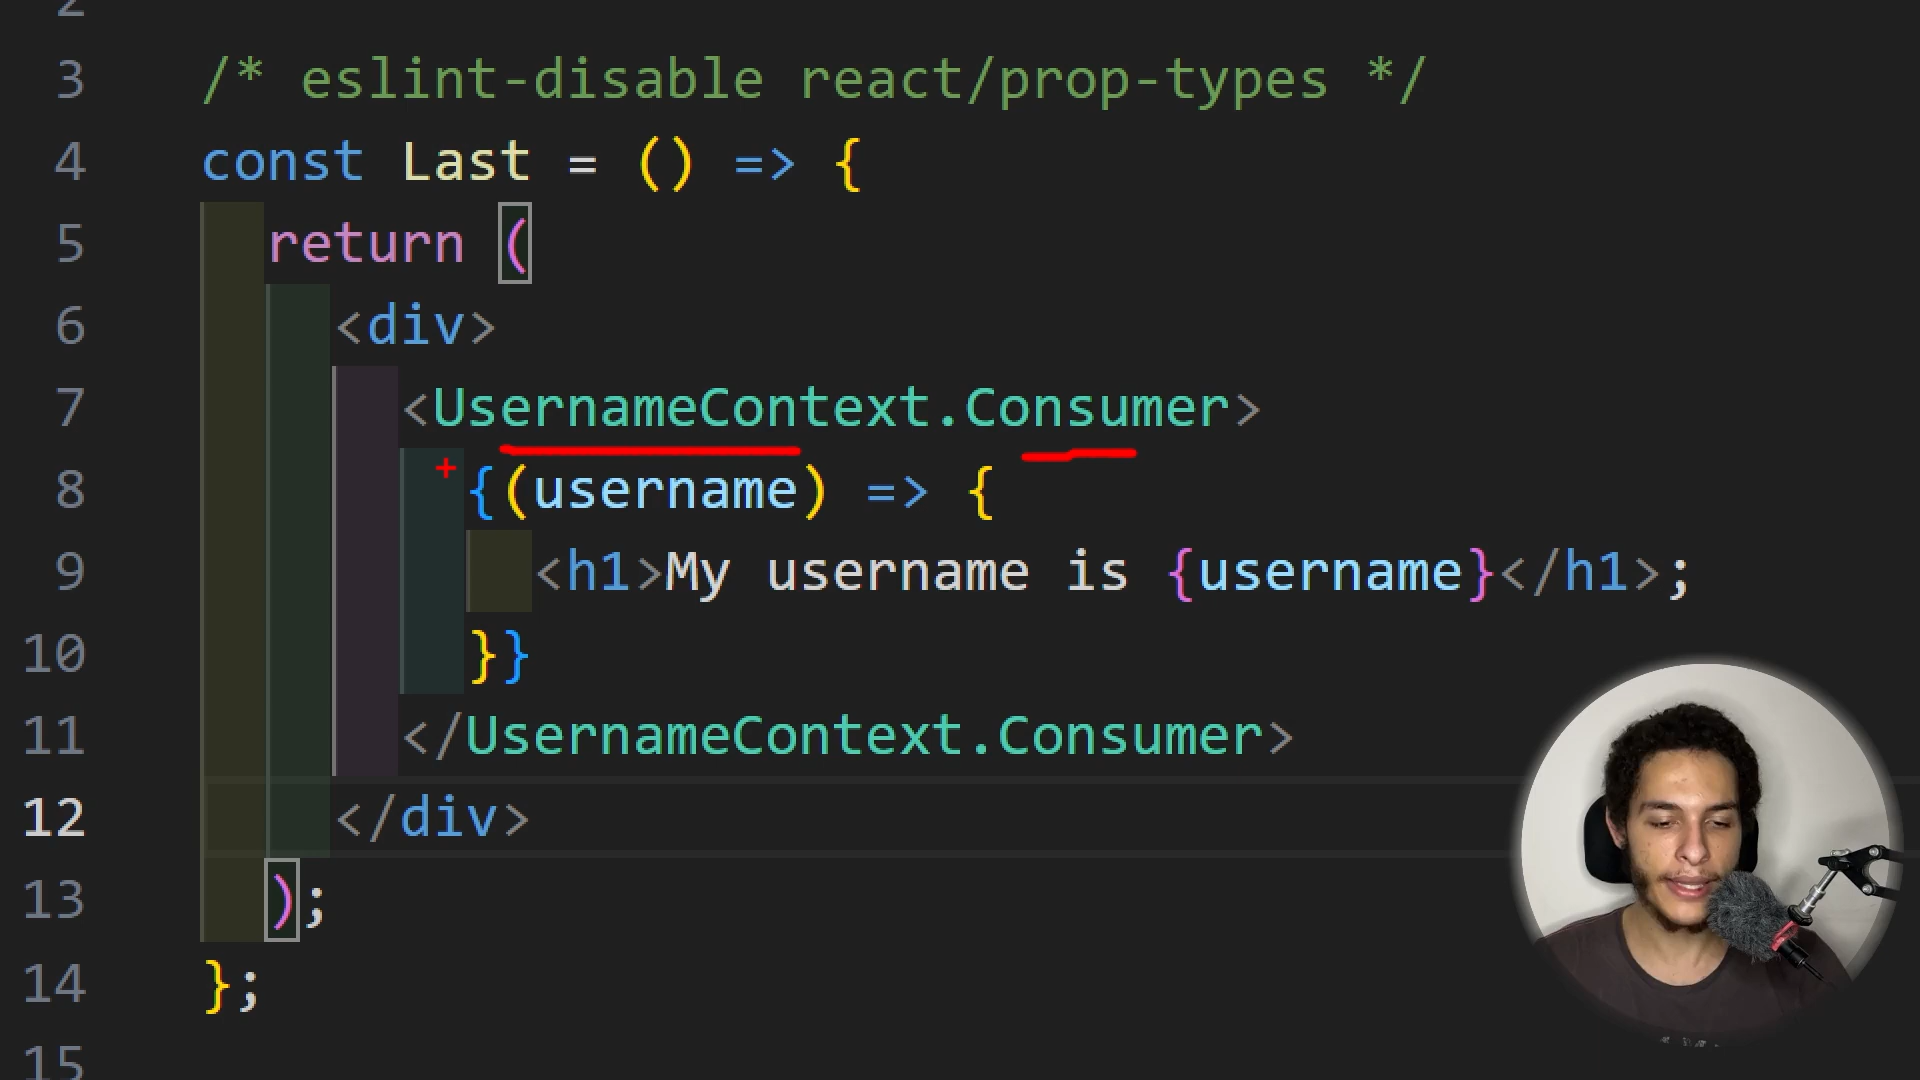 2
3 /* eslint-disable react/prop-types */
4 const Last = () => {
5 return (
6 <div>
7 <UsernameContext.Consumer>
8 {(username) => {
9 <h1>My username is {username}</h1>;
10 }}
11 </UsernameContext.Consumer>
12 </div>
13 );
14 };
15